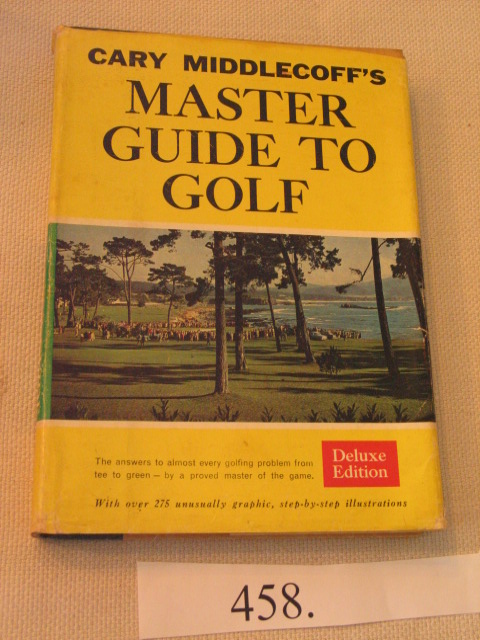 CARY MIDDLECOFF'S
MASTER
GUIDE TO
GOLF
The answers to almost every golfing problem from
tee to green — by a proved master of the game.
Deluxe
Edition
With over 275 unusually graphic, step-by-step illustrations
458.